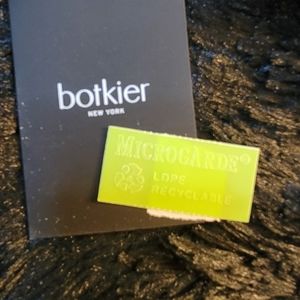 botkier
NEW YORK
MICROGARDE®
LDPE
RECYCLABLE